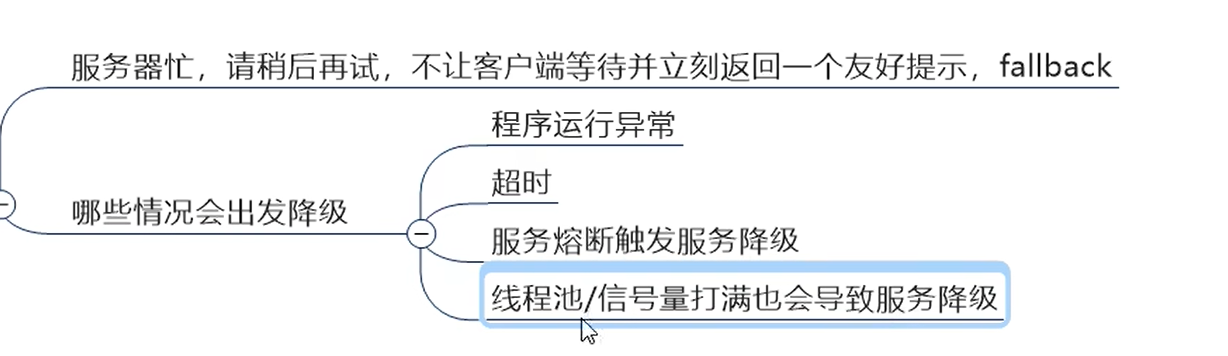 服务器忙，请稍后再试，不让客户端等待并立刻返回一个友好提示，fallback
程序运行异常
超时
哪些情况会出发降级
服务熔断触发服务降级
线程池/信号量打满也会导致服务降级